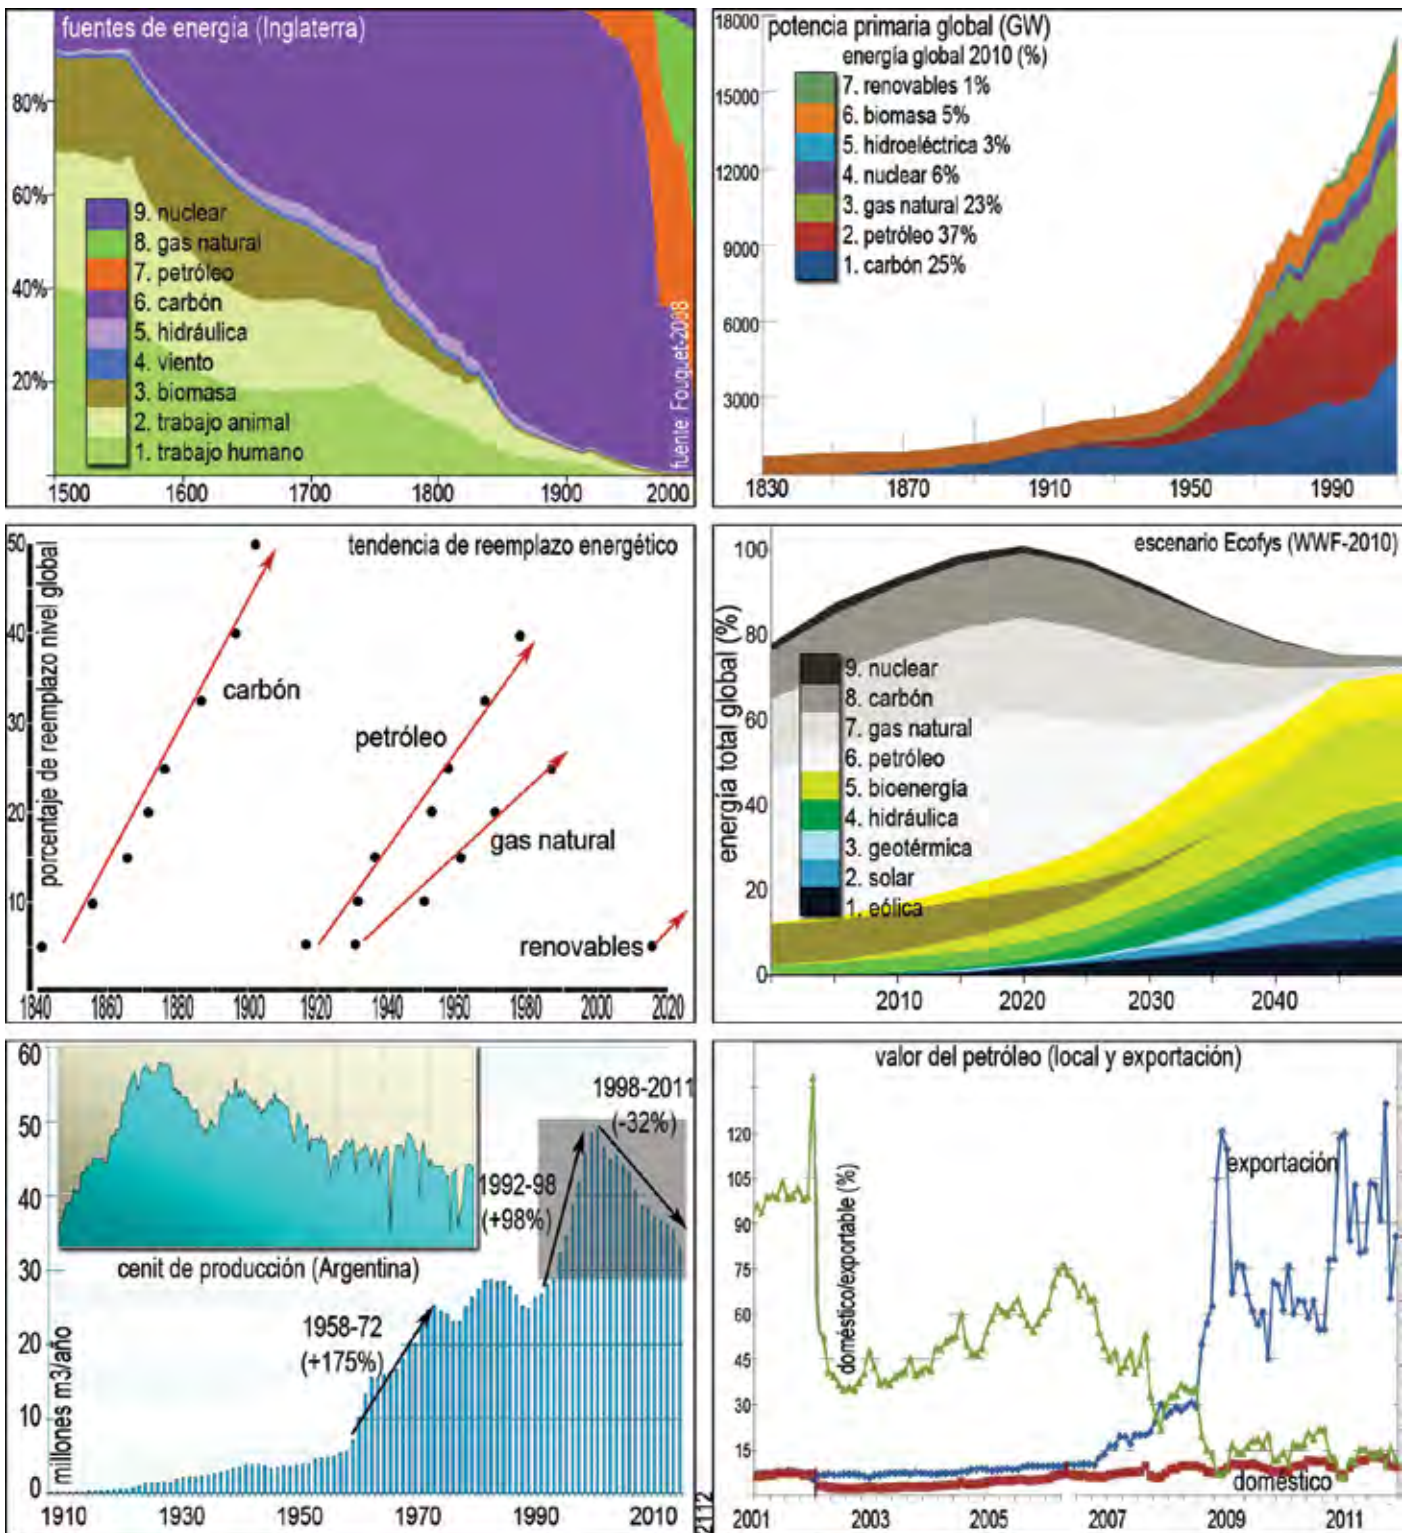 fuentes de energía (Inglaterra)
80%
60%
40%
20%
9. nuclear
8. gas natural
7. petróleo
6. carbón
5. hidráulica
4. viento
3. biomasa
2. trabajo animal
1. trabajo humano
fuente Fouquet-2008
1500 1600 1700 1800 1900 2000
potencia primaria global (GW)
energía global 2010 (%)
7. renovables 1%
6. biomasa 5%
5. hidroeléctrica 3%
4. nuclear 6%
3. gas natural 23%
2. petróleo 37%
1. carbón 25%
18000
15000
12000
9000
6000
3000
1830 1870 1910 1950 1990
tendencia de reemplazo energético
porcentaje de reemplazo nivel global
50
40
30
20
10
carbón
petróleo
gas natural
renovables
1840 1860 1880 1900 1920 1940 1960 1980 2000 2020
escenario Ecofys (WWF-2010)
energía total global (%)
100
80
60
40
20
0
9. nuclear
8. carbón
7. gas natural
6. petróleo
5. bioenergía
4. hidráulica
3. geotérmica
2. solar
1. eólica
2010 2020 2030 2040
60
50
40
30
20
10
0
millones m3/año
cenit de producción (Argentina)
1958-72
(+175%)
1992-98
(+98%)
1998-2011
(-32%)
1910 1930 1950 1970 1990 2010
2112
valor del petróleo (local y exportación)
doméstico/exportable (%)
120
105
90
75
60
45
30
15
exportación
doméstico
2001 2003 2005 2007 2009 2011